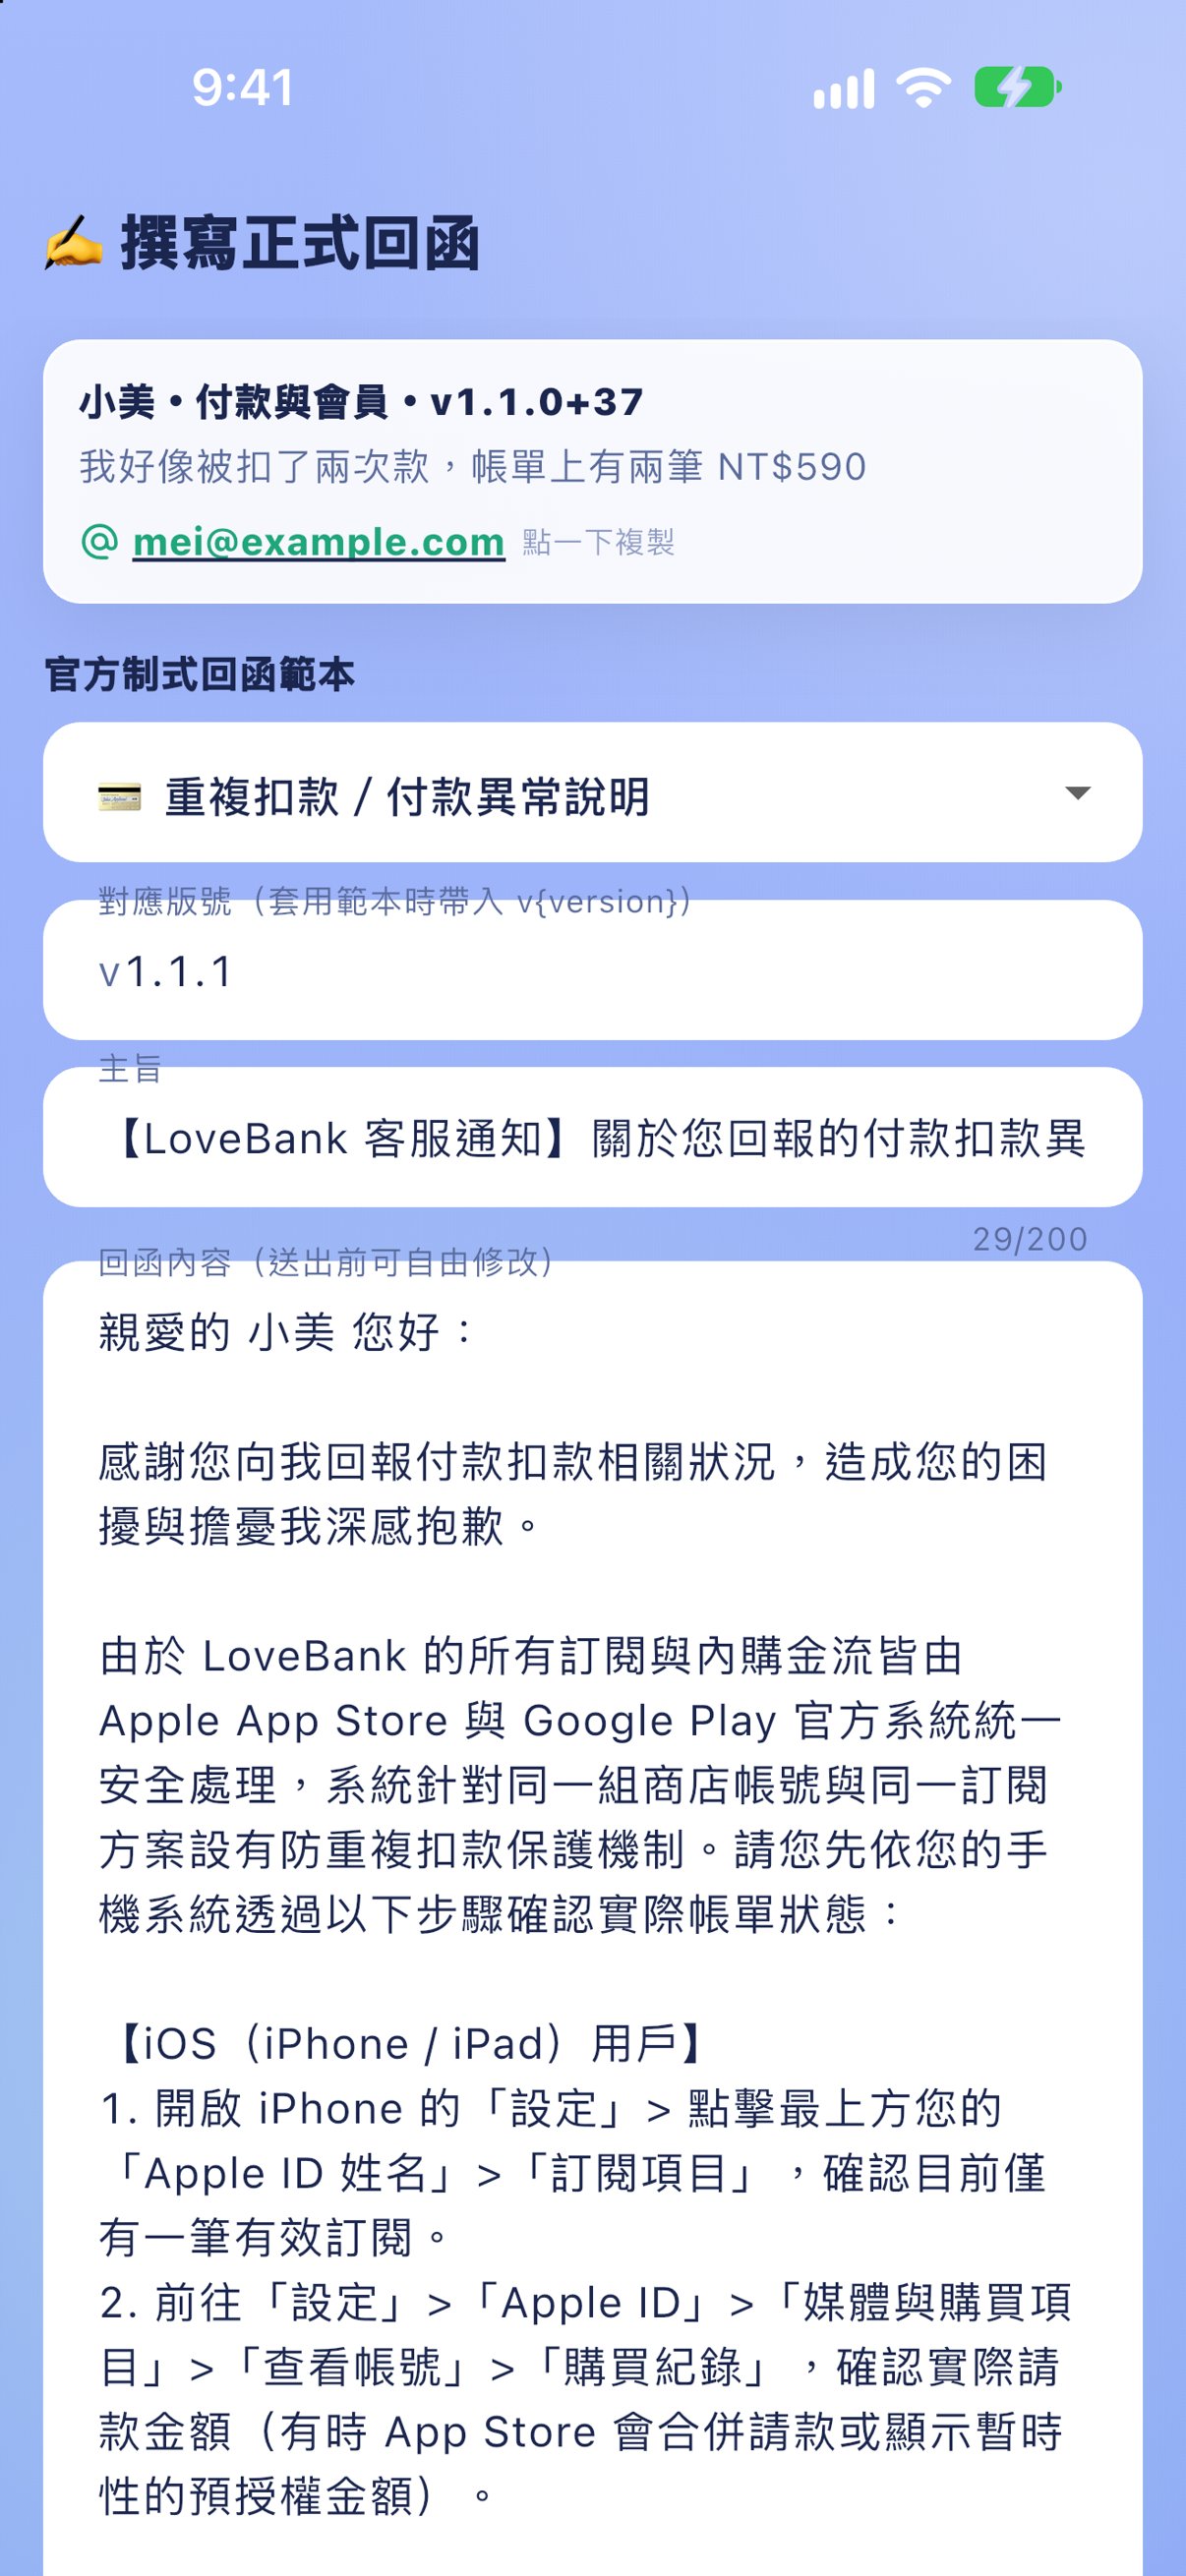 9:41
✍️ 撰寫正式回函
小美・付款與會員・v1.1.0+37
我好像被扣了兩次款，帳單上有兩筆 NT$590
@ mei@example.com 點一下複製
官方制式回函範本
💳 重複扣款 / 付款異常說明
對應版號（套用範本時帶入 v{version}）
v1.1.1
主旨
【LoveBank 客服通知】關於您回報的付款扣款異
29/200
回函內容（送出前可自由修改）
親愛的 小美 您好：
感謝您向我回報付款扣款相關狀況，造成您的困
擾與擔憂我深感抱歉。
由於 LoveBank 的所有訂閱與內購金流皆由
Apple App Store 與 Google Play 官方系統統一
安全處理，系統針對同一組商店帳號與同一訂閱
方案設有防重複扣款保護機制。請您先依您的手
機系統透過以下步驟確認實際帳單狀態：
【iOS（iPhone / iPad）用戶】
1. 開啟 iPhone 的「設定」> 點擊最上方您的
「Apple ID 姓名」>「訂閱項目」，確認目前僅
有一筆有效訂閱。
2. 前往「設定」>「Apple ID」>「媒體與購買項
目」>「查看帳號」>「購買紀錄」，確認實際請
款金額（有時 App Store 會合併請款或顯示暫時
性的預授權金額）。